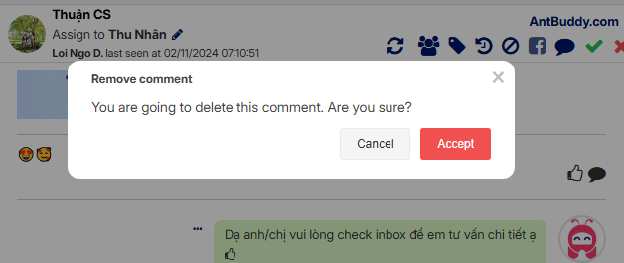 Thuận CS
AntBuddy.com
Assign to Thu Nhân
Loi Ngo D. last seen at 02/11/2024 07:10:51
Remove comment
You are going to delete this comment. Are you sure?
Cancel
Accept
Dạ anh/chị vui lòng check inbox để em tư vấn chi tiết ạ